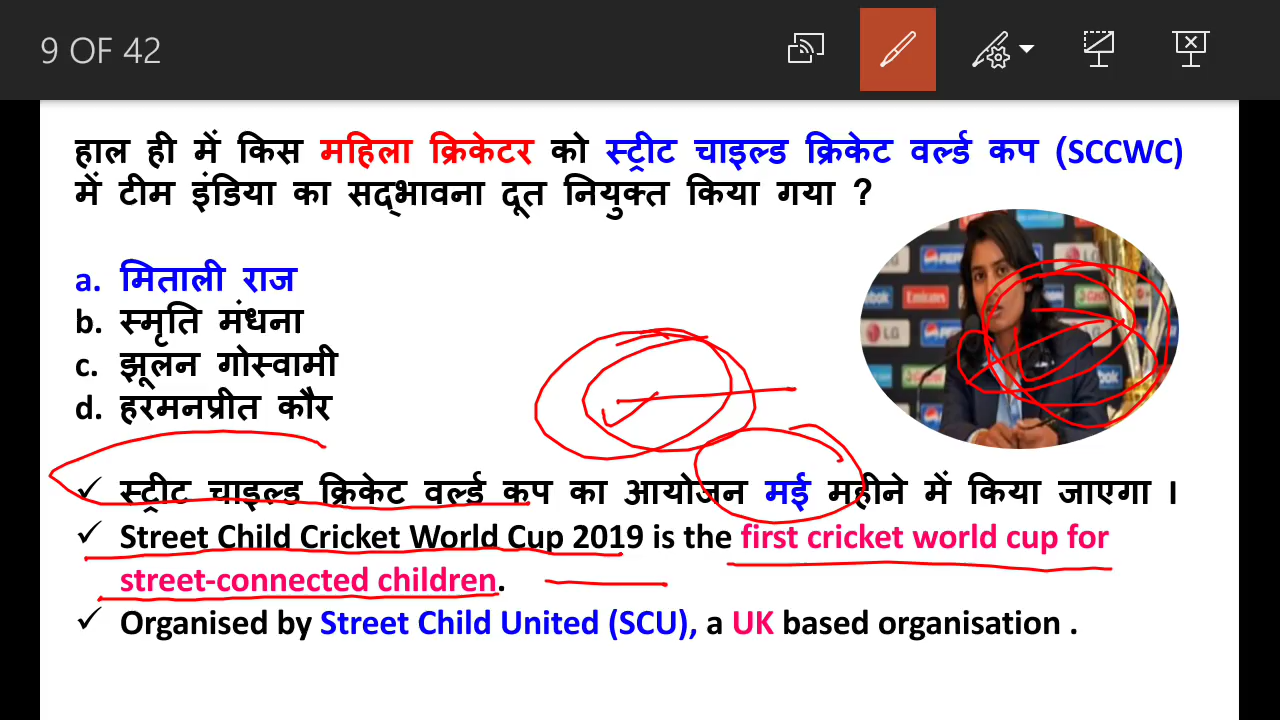 9 OF 42
हाल ही में किस महिला क्रिकेटर को स्ट्रीट चाइल्ड क्रिकेट वर्ल्ड कप (SCCWC)
में टीम इंडिया का सद्भावना दूत नियुक्त किया गया ?
a. मिताली राज
b. स्मृति मंधना
c. झूलन गोस्वामी
d. हरमनप्रीत कौर
✓ स्ट्रीट चाइल्ड क्रिकेट वर्ल्ड कप का आयोजन मई महीने में किया जाएगा ।
✓ Street Child Cricket World Cup 2019 is the first cricket world cup for
street-connected children.
✓ Organised by Street Child United (SCU), a UK based organisation .